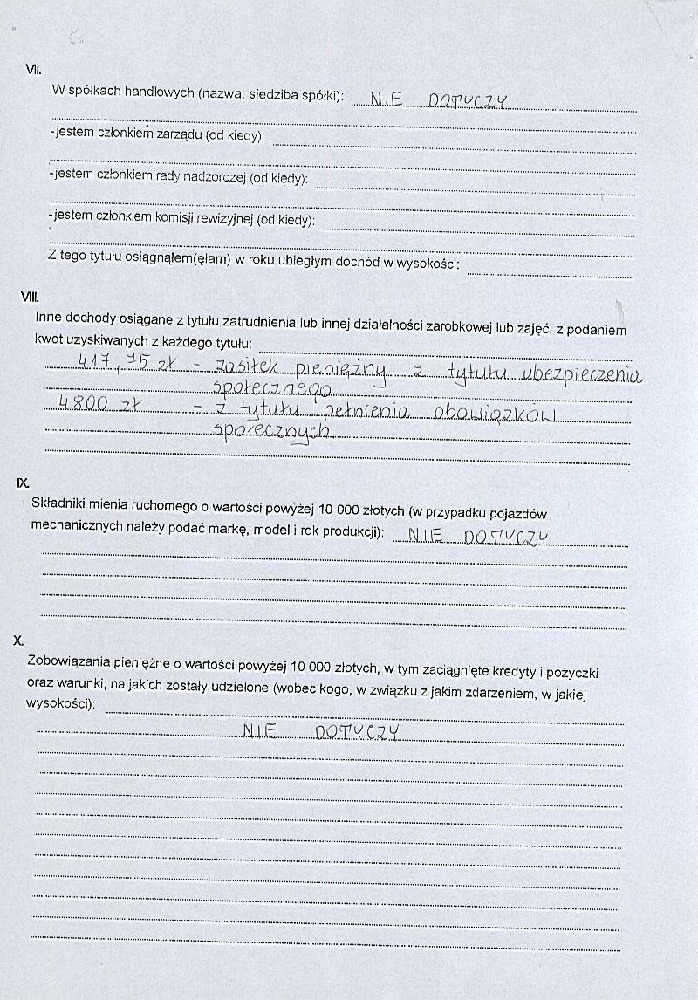 VII.
W spółkach handlowych (nazwa, siedziba spółki): NIE DOTYCZY
-jestem członkiem zarządu (od kiedy):
-jestem członkiem rady nadzorczej (od kiedy):
-jestem członkiem komisji rewizyjnej (od kiedy):
Z tego tytułu osiągnąłem(ęłam) w roku ubiegłym dochód w wysokości:
VIII.
Inne dochody osiągane z tytułu zatrudnienia lub innej działalności zarobkowej lub zajęć, z podaniem
kwot uzyskiwanych z każdego tytułu:
417,75 zł - zasiłek pieniężny z tytułu ubezpieczenia
społecznego,
4800 zł - z tytułu pełnienia obowiązków
społecznych
IX.
Składniki mienia ruchomego o wartości powyżej 10 000 złotych (w przypadku pojazdów
mechanicznych należy podać markę, model i rok produkcji): NIE DOTYCZY
X.
Zobowiązania pieniężne o wartości powyżej 10 000 złotych, w tym zaciągnięte kredyty i pożyczki
oraz warunki, na jakich zostały udzielone (wobec kogo, w związku z jakim zdarzeniem, w jakiej
wysokości):
NIE DOTYCZY